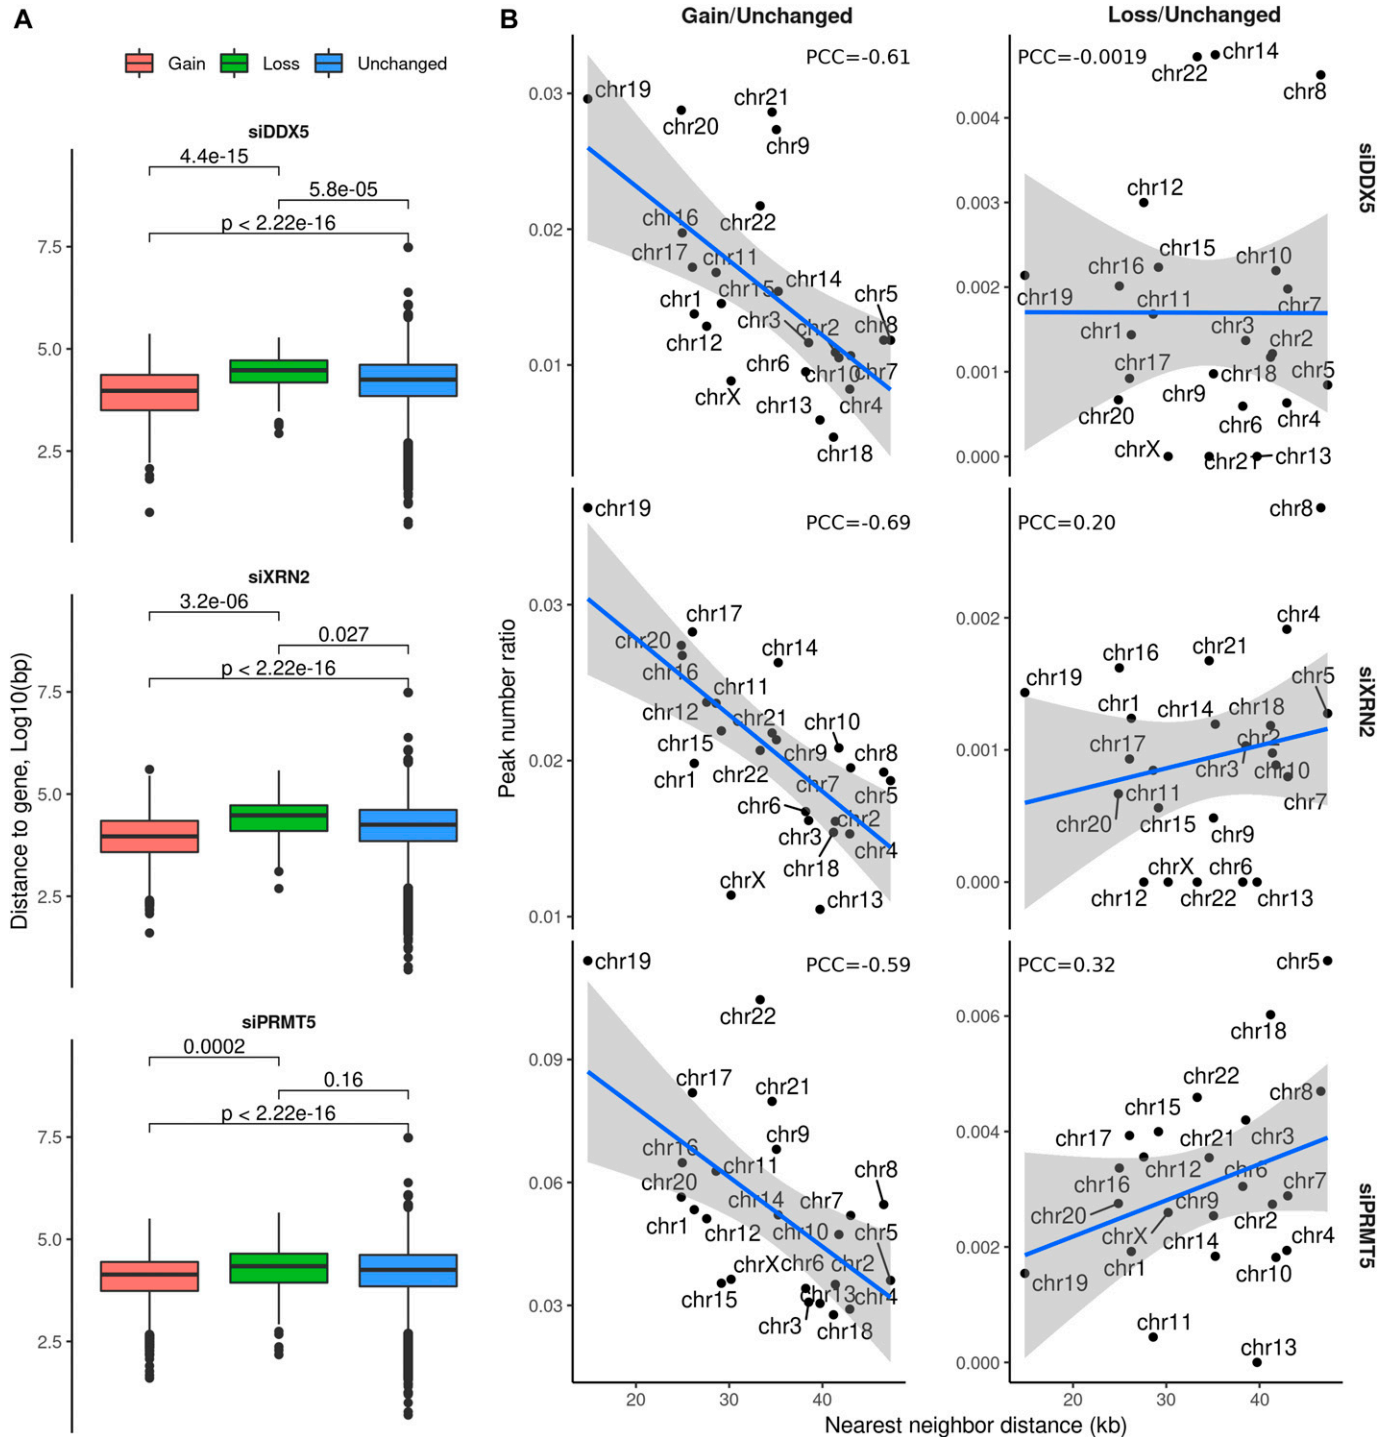 A
Gain Loss Unchanged
siDDX5
4.4e-15
5.8e-05
p < 2.22e-16
7.5
5.0
2.5
siXRN2
3.2e-06
0.027
p < 2.22e-16
7.5
5.0
2.5
siPRMT5
0.0002
0.16
p < 2.22e-16
7.5
5.0
2.5
Distance to gene, Log10(bp)
B
Gain/Unchanged
Loss/Unchanged
PCC=-0.61
0.03
0.02
0.01
chr19
chr20
chr21
chr9
chr16
chr22
chr17
chr11
chr15
chr14
chr1
chr12
chr3
chr2
chr5
chr8
chr6
chr10
chr7
chrX
chr13
chr4
chr18
PCC=-0.0019
0.004
0.003
0.002
0.001
0.000
chr22
chr14
chr8
chr12
chr15
chr16
chr10
chr19
chr11
chr7
chr1
chr3
chr2
chr17
chr9
chr18
chr5
chr20
chr6
chr4
chrX
chr21
chr13
siDDX5
PCC=-0.69
0.03
0.02
0.01
chr19
chr17
chr20
chr14
chr16
chr11
chr12
chr21
chr10
chr15
chr9
chr8
chr1
chr22
chr7
chr5
chr6
chr2
chr3
chr4
chr18
chrX
chr13
PCC=0.20
0.002
0.001
0.000
chr8
chr4
chr16
chr21
chr19
chr5
chr1
chr14
chr18
chr17
chr2
chr3
chr10
chr11
chr7
chr20
chr15
chr9
chrX
chr6
chr12
chr22
chr13
siXRN2
PCC=-0.59
0.09
0.06
0.03
chr19
chr22
chr17
chr21
chr9
chr16
chr11
chr20
chr8
chr14
chr7
chr1
chr12
chr10
chr5
chrX
chr6
chr2
chr15
chr13
chr4
chr3
chr18
PCC=0.32
0.006
0.004
0.002
0.000
chr5
chr18
chr22
chr8
chr15
chr17
chr21
chr3
chr12
chr16
chr6
chr7
chr20
chr9
chr2
chrX
chr14
chr4
chr1
chr10
chr19
chr11
chr13
siPRMT5
Peak number ratio
20 30 40
20 30 40
Nearest neighbor distance (kb)